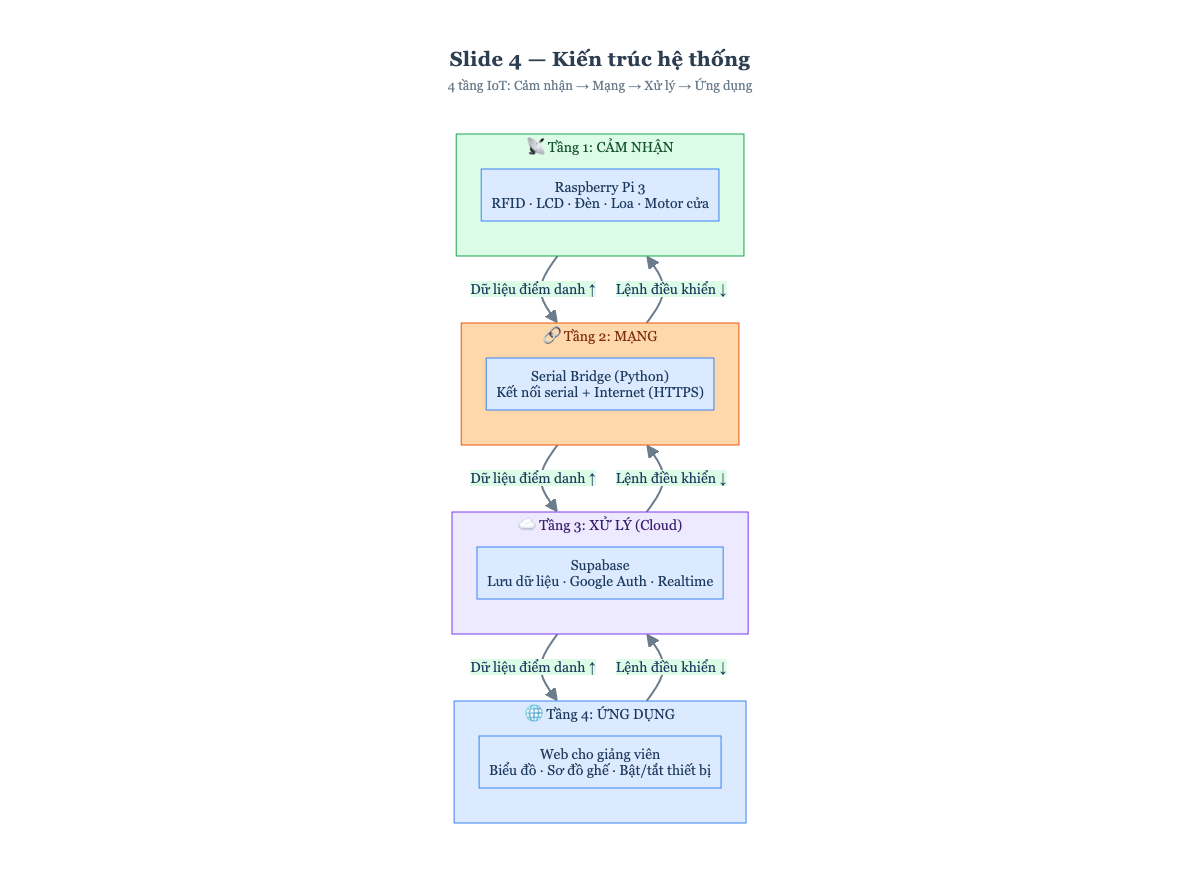 Slide 4 — Kiến trúc hệ thống
4 tầng IoT: Cảm nhận → Mạng → Xử lý → Ứng dụng
📡 Tầng 1: CẢM NHẬN
Raspberry Pi 3
RFID · LCD · Đèn · Loa · Motor cửa
Dữ liệu điểm danh ↑
Lệnh điều khiển ↓
🔗 Tầng 2: MẠNG
Serial Bridge (Python)
Kết nối serial + Internet (HTTPS)
Dữ liệu điểm danh ↑
Lệnh điều khiển ↓
☁️ Tầng 3: XỬ LÝ (Cloud)
Supabase
Lưu dữ liệu · Google Auth · Realtime
Dữ liệu điểm danh ↑
Lệnh điều khiển ↓
🌐 Tầng 4: ỨNG DỤNG
Web cho giảng viên
Biểu đồ · Sơ đồ ghế · Bật/tắt thiết bị